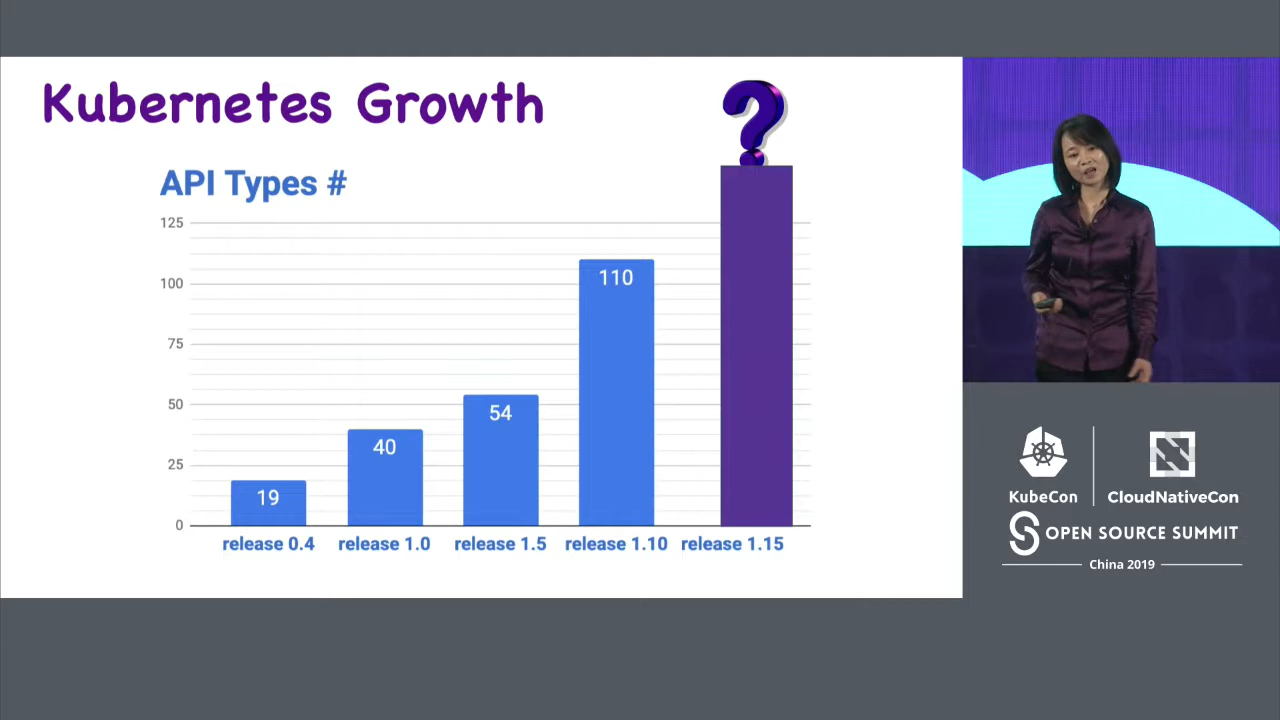 Kubernetes Growth
?
API Types #
125
100
75
50
25
0
19
40
54
110
release 0.4
release 1.0
release 1.5
release 1.10
release 1.15
KubeCon
CloudNativeCon
OPEN SOURCE SUMMIT
China 2019